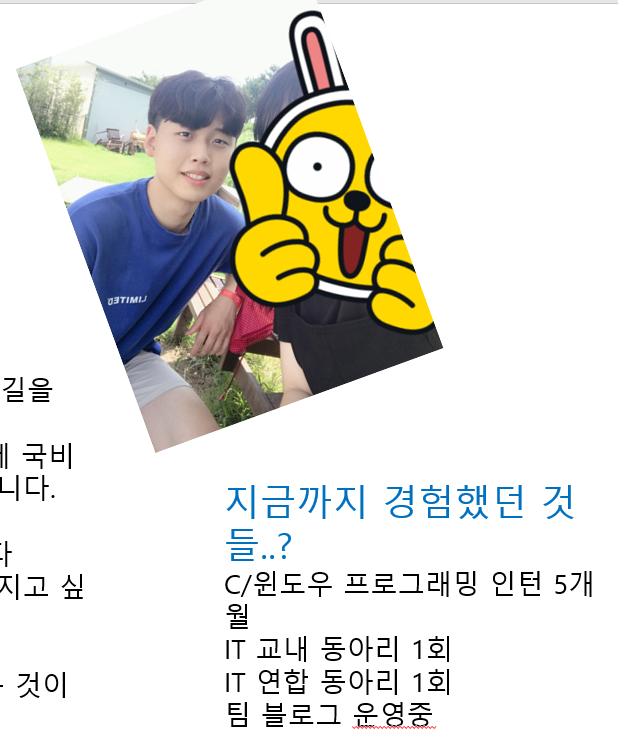 길을
국비
니다.
지고 싶
것이
LIMITED
지금까지 경험했던 것
들..?
C/윈도우 프로그래밍 인턴 5개
월
IT 교내 동아리 1회
IT 연합 동아리 1회
팀 블로그 운영중